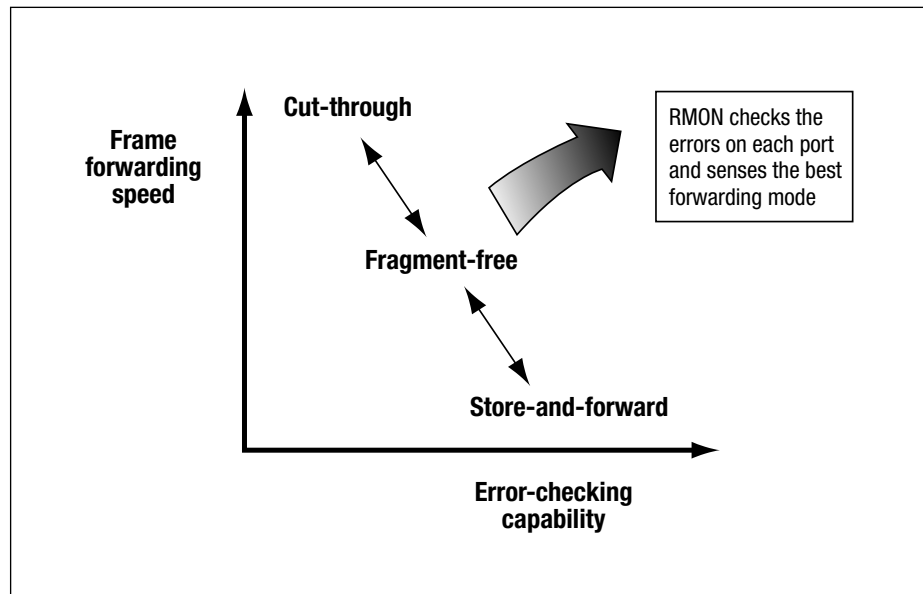 Cut-through
Frame
forwarding
speed
RMON checks the
errors on each port
and senses the best
forwarding mode
Fragment-free
Store-and-forward
Error-checking
capability